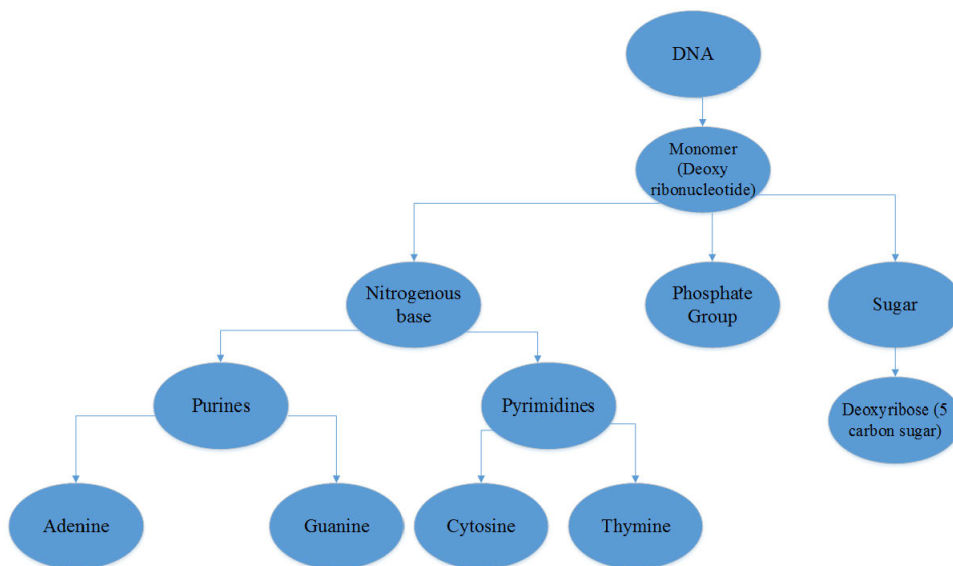 DNA
Monomer
(Deoxy
ribonucleotide)
Nitrogenous
base
Phosphate
Group
Sugar
Purines
Pyrimidines
Deoxyribose (5
carbon sugar)
Adenine
Guanine
Cytosine
Thymine